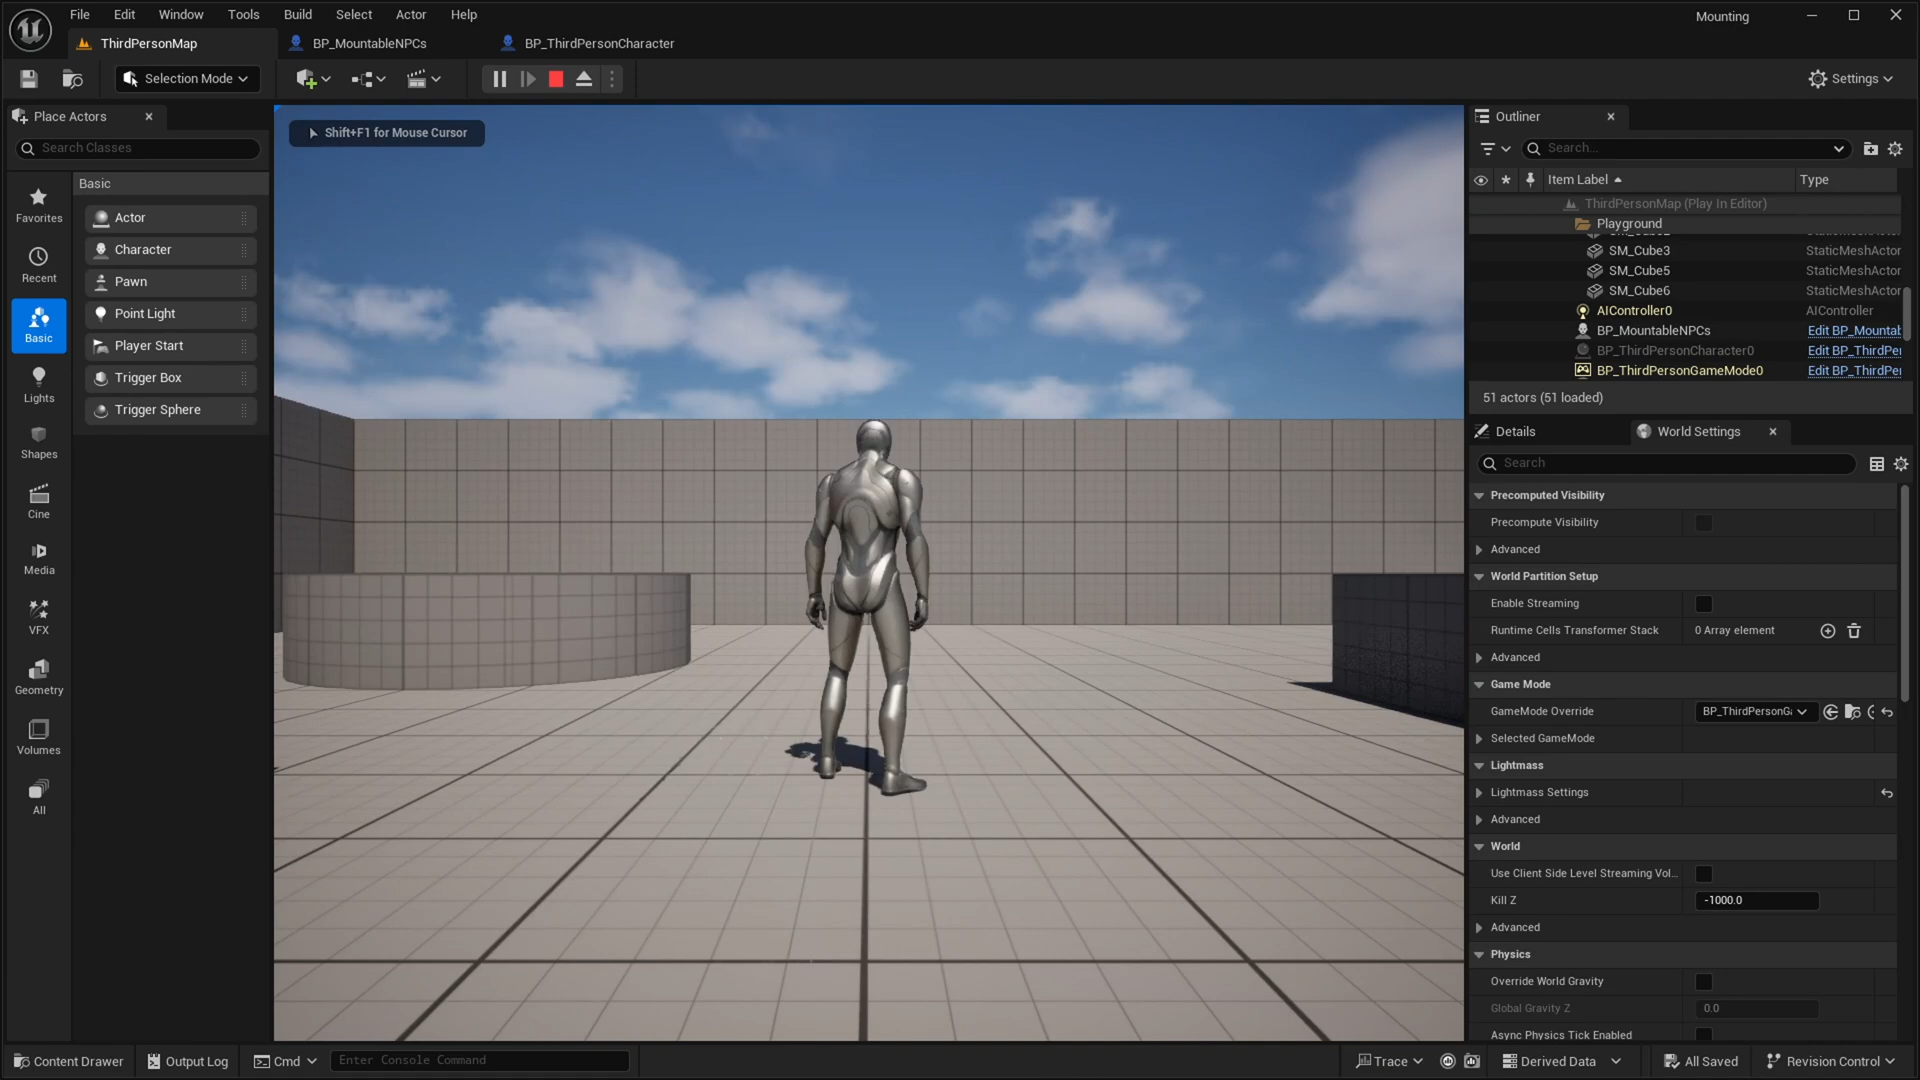 File Edit Window Tools Build Select Actor Help
Mounting
ThirdPersonMap
BP_MountableNPCs
BP_ThirdPersonCharacter
Selection Mode
Settings
Place Actors
Search Classes
Favorites
Recent
Basic
Lights
Shapes
Cine
Media
VFX
Geometry
Volumes
All
Basic
Actor
Character
Pawn
Point Light
Player Start
Trigger Box
Trigger Sphere
Shift+F1 for Mouse Cursor
Outliner
Search...
Item Label Type
ThirdPersonMap (Play In Editor)
Playground
SM_Cube3 StaticMeshActor
SM_Cube5 StaticMeshActor
SM_Cube6 StaticMeshActor
AIController0 AIController
BP_MountableNPCs Edit BP_Mountab
BP_ThirdPersonCharacter0 Edit BP_ThirdPer
BP_ThirdPersonGameMode0 Edit BP_ThirdPer
51 actors (51 loaded)
Details
World Settings
Search
Precomputed Visibility
Precompute Visibility
Advanced
World Partition Setup
Enable Streaming
Runtime Cells Transformer Stack 0 Array element
Advanced
Game Mode
GameMode Override BP_ThirdPersonG
Selected GameMode
Lightmass
Lightmass Settings
Advanced
World
Use Client Side Level Streaming Vol...
Kill Z -1000.0
Advanced
Physics
Override World Gravity
Global Gravity Z 0.0
Async Physics Tick Enabled
Content Drawer
Output Log
Cmd
Enter Console Command
Trace
Derived Data
All Saved
Revision Control